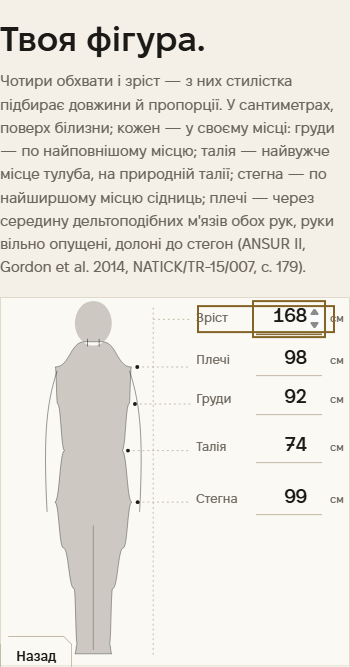 Твоя фігура.
Чотири обхвати і зріст — з них стилістка
підбирає довжини й пропорції. У сантиметрах,
поверх білизни; кожен — у своєму місці: груди
— по найповнішому місцю; талія — найвужче
місце тулуба, на природній талії; стегна — по
найширшому місцю сідниць; плечі — через
середину дельтоподібних м'язів обох рук, руки
вільно опущені, долоні до стегон (ANSUR II,
Gordon et al. 2014, NATICK/TR-15/007, с. 179).
Зріст 168 см
Плечі 98 см
Груди 92 см
Талія 74 см
Стегна 99 см
Назад